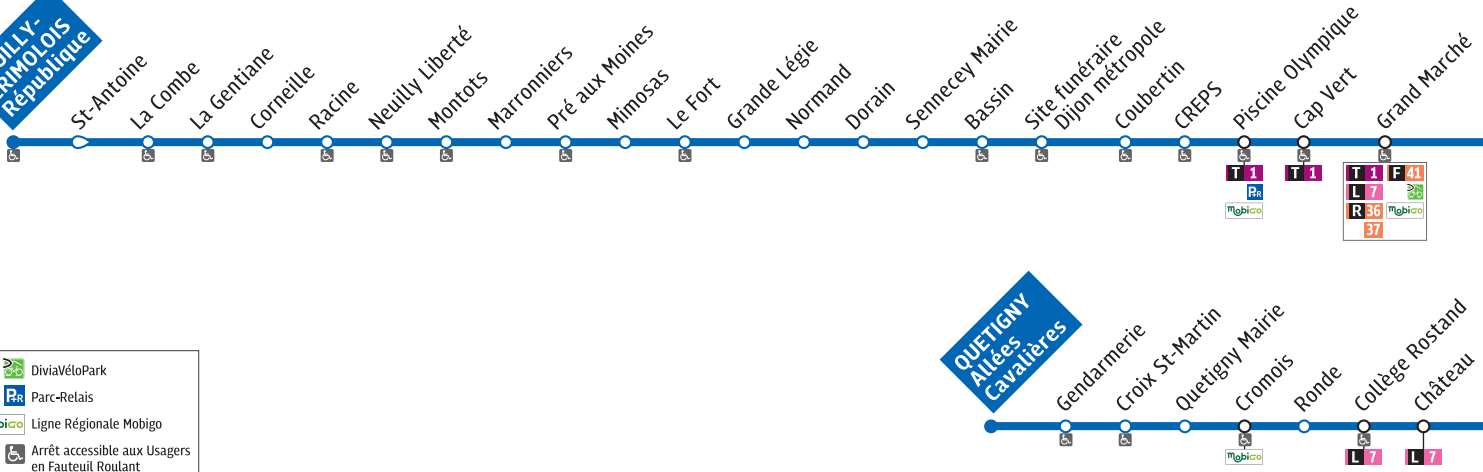 République
St-Antoine
La Combe
La Gentiane
Corneille
Racine
Neuilly Liberté
Montots
Marronniers
Pré aux Moines
Mimosas
Le Fort
Grande Légie
Normand
Dorain
Sennecey Mairie
Bassin
Site funéraire
Dijon métropole
Coubertin
CREPS
Piscine Olympique
Cap Vert
Grand Marché
T 1
P+R
mobigo
T 1
T 1 F 41
L 7
R 36 mobigo
37
QUETIGNY
Allées
Cavalières
Gendarmerie
Croix St-Martin
Quetigny Mairie
Cromois
Ronde
Collège Rostand
Château
mobigo
L 7
L 7
DiviaVéloPark
P+R Parc-Relais
Ligne Régionale Mobigo
Arrêt accessible aux Usagers
en Fauteuil Roulant